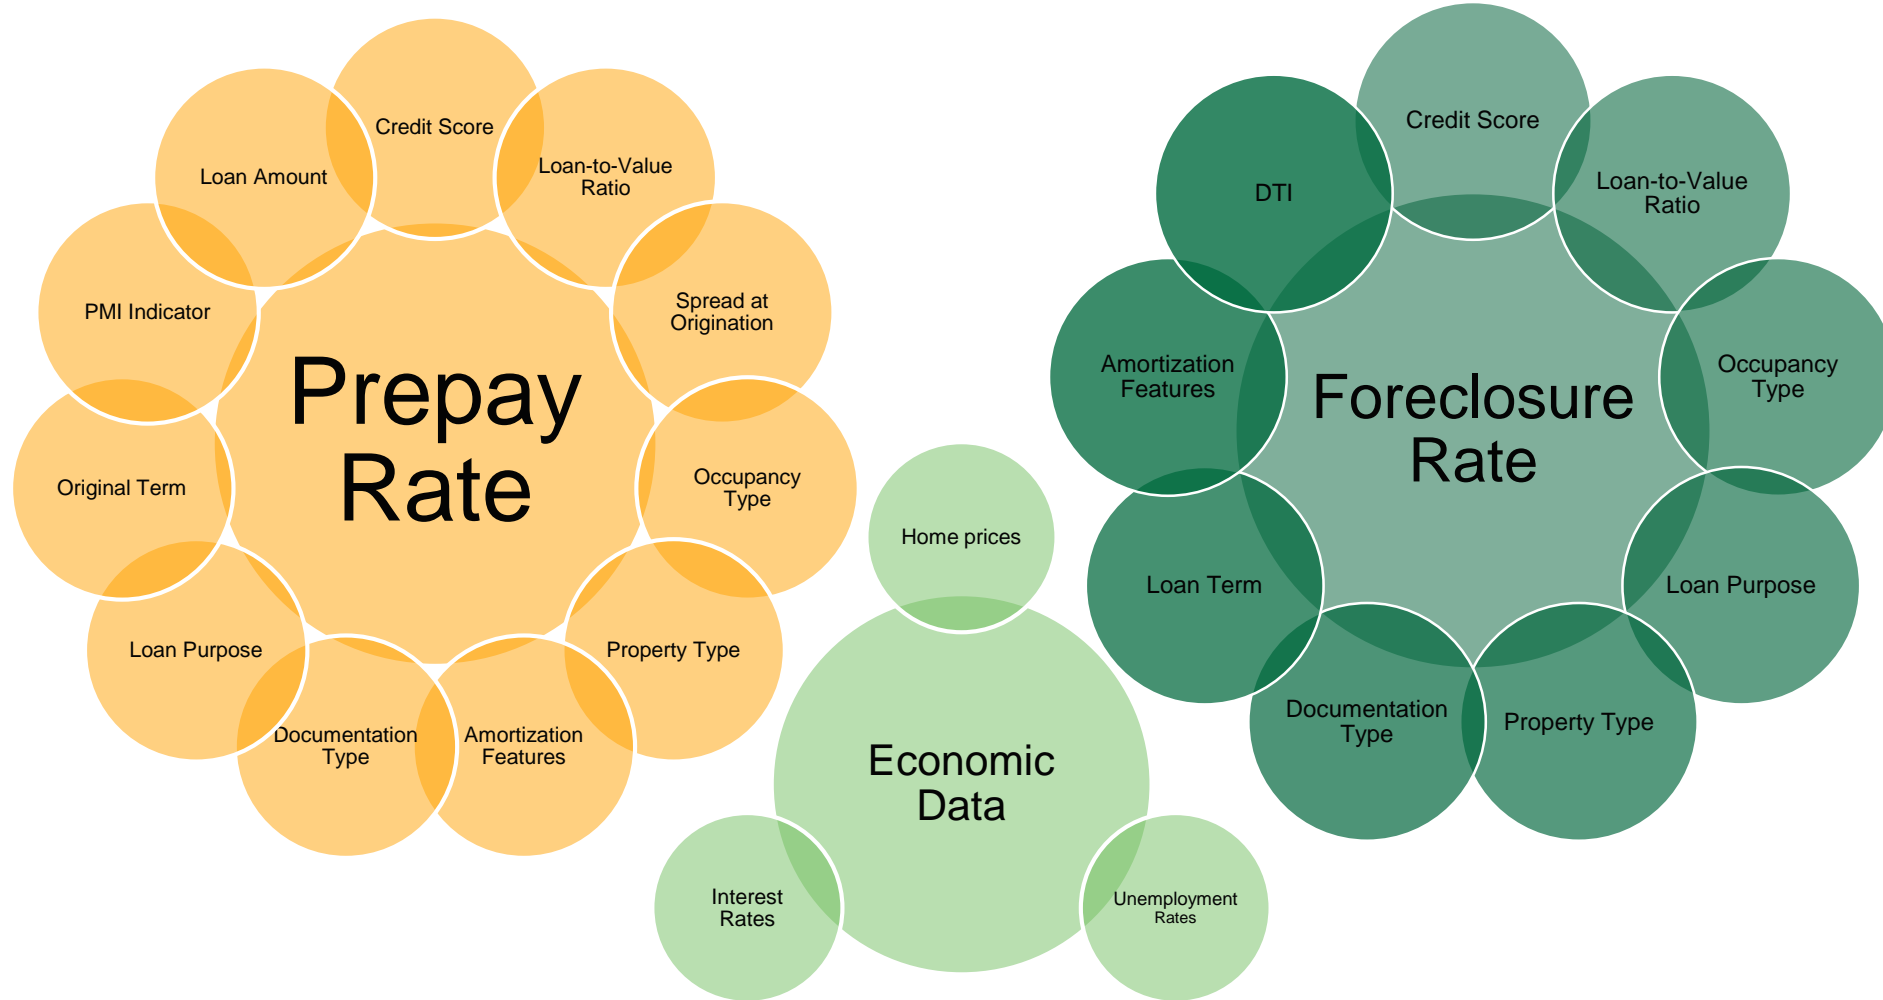 Credit Score
Loan-to-Value
Ratio
Spread at
Origination
Occupancy
Type
Property Type
Amortization
Features
Documentation
Type
Loan Purpose
Original Term
PMI Indicator
Loan Amount
Prepay
Rate
Home prices
Economic
Data
Unemployment
Rates
Interest
Rates
Credit Score
Loan-to-Value
Ratio
Occupancy
Type
Loan Purpose
Property Type
Documentation
Type
Loan Term
Amortization
Features
DTI
Foreclosure
Rate